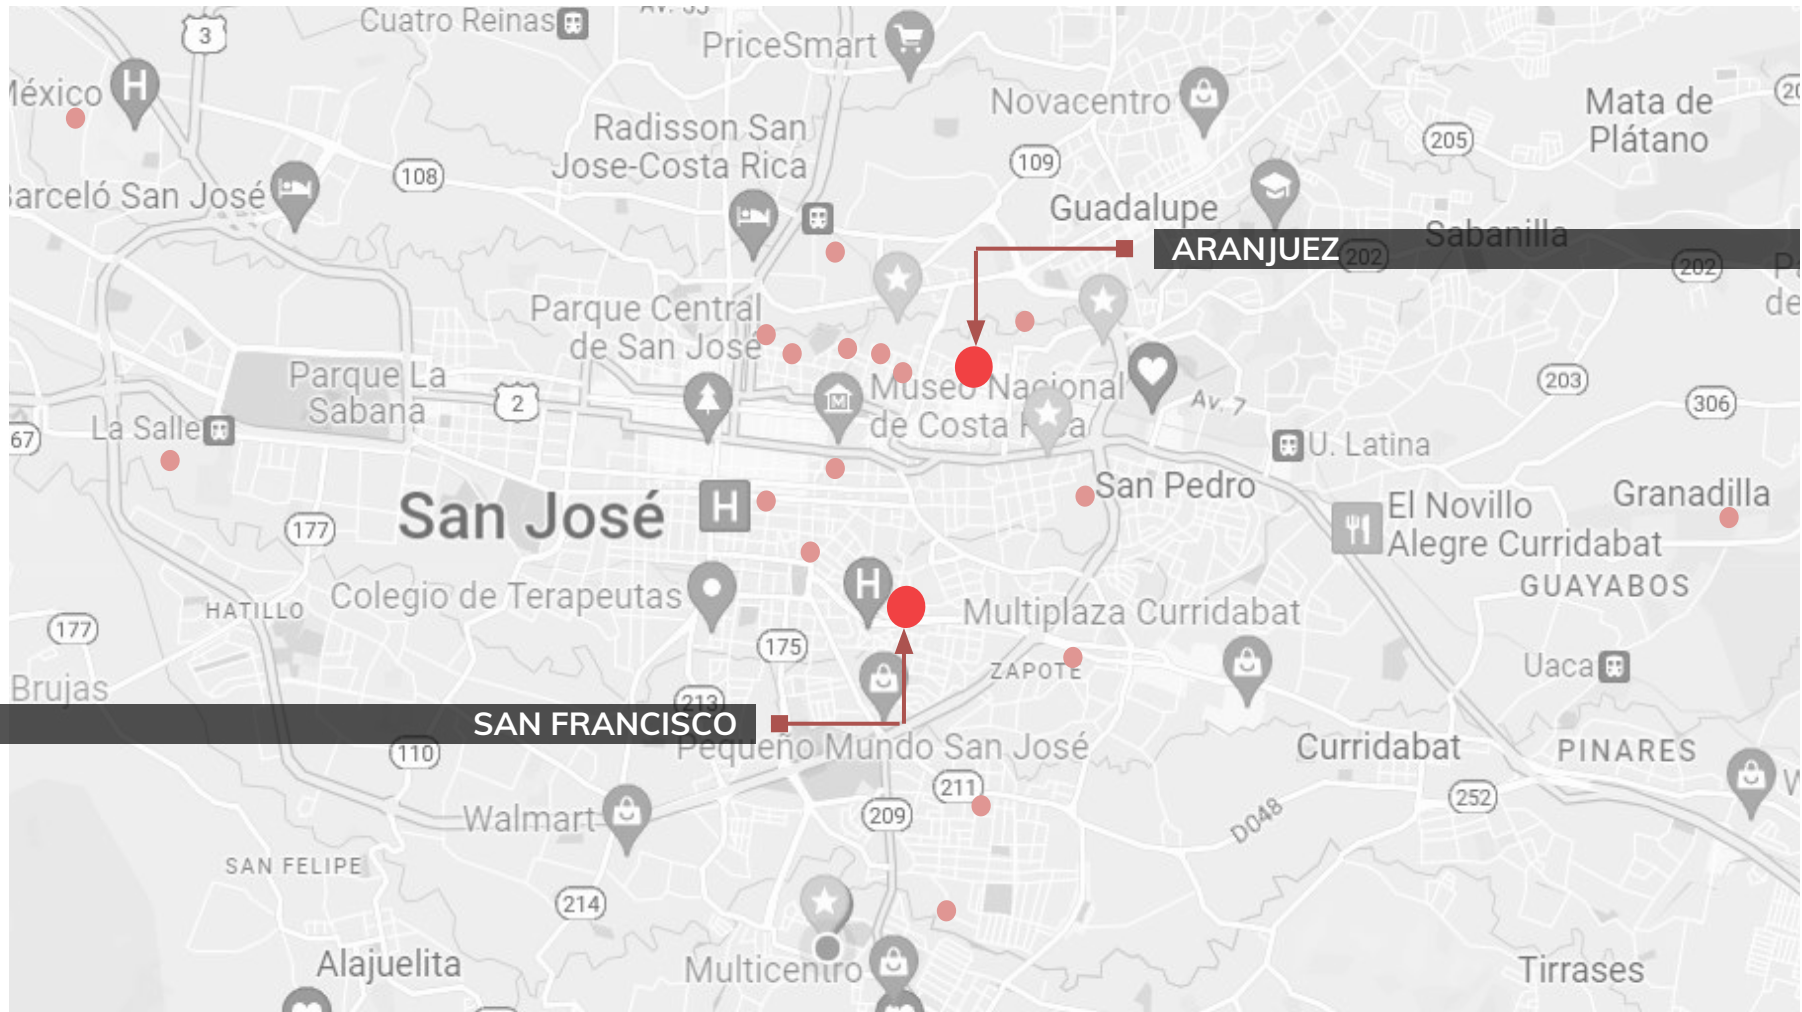 Cuatro Reinas
3
PriceSmart
México
Novacentro
Mata de
Plátano
Radisson San
Jose-Costa Rica
205
109
108
Barceló San José
Guadalupe
Sabanilla
ARANJUEZ
202
202
Parque Central
de San José
Parque La
Sabana
2
Museo Nacional
de Costa Rica
Av. 7
203
306
La Salle
67
U. Latina
San Pedro
Granadilla
El Novillo
Alegre Curridabat
San José
H
177
GUAYABOS
Colegio de Terapeutas
HATILLO
Multiplaza Curridabat
177
175
ZAPOTE
Uaca
Brujas
213
SAN FRANCISCO
Pequeño Mundo San José
Curridabat
PINARES
110
211
252
209
Walmart
D048
SAN FELIPE
214
Alajuelita
Multicentro
Tirrases